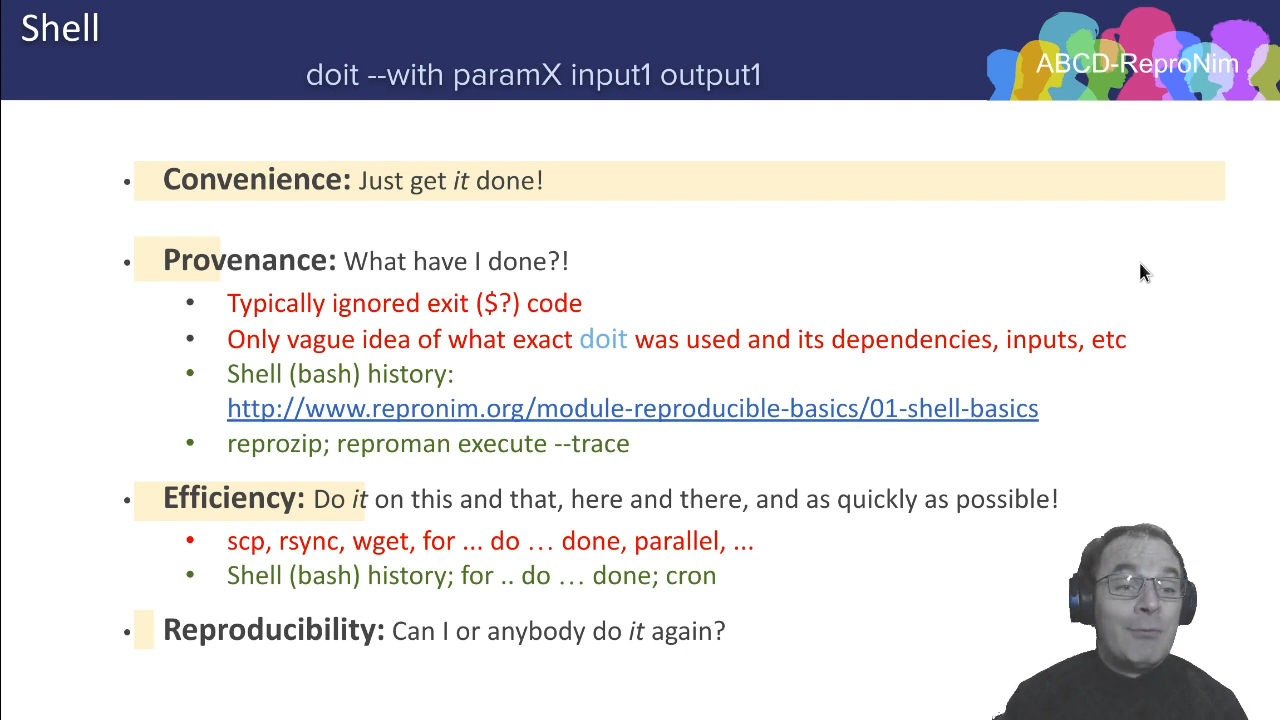 Shell
doit --with paramX input1 output1
ABCD-ReproNim
• Convenience: Just get it done!
• Provenance: What have I done?!
• Typically ignored exit ($?) code
• Only vague idea of what exact doit was used and its dependencies, inputs, etc
• Shell (bash) history:
http://www.repronim.org/module-reproducible-basics/01-shell-basics
• reprozip; reproman execute --trace
• Efficiency: Do it on this and that, here and there, and as quickly as possible!
• scp, rsync, wget, for ... do ... done, parallel, ...
• Shell (bash) history; for .. do ... done; cron
• Reproducibility: Can I or anybody do it again?